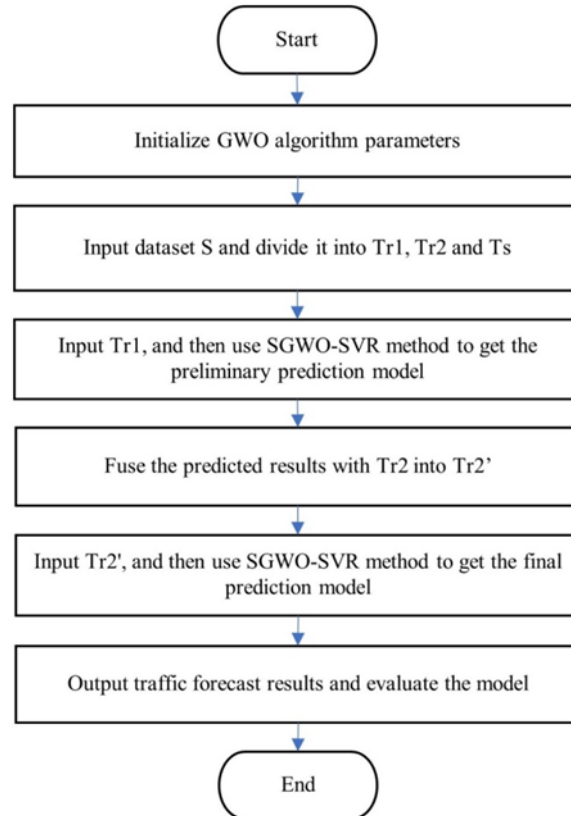 Start
Initialize GWO algorithm parameters
Input dataset S and divide it into Tr1, Tr2 and Ts
Input Tr1, and then use SGWO-SVR method to get the
preliminary prediction model
Fuse the predicted results with Tr2 into Tr2’
Input Tr2', and then use SGWO-SVR method to get the final
prediction model
Output traffic forecast results and evaluate the model
End